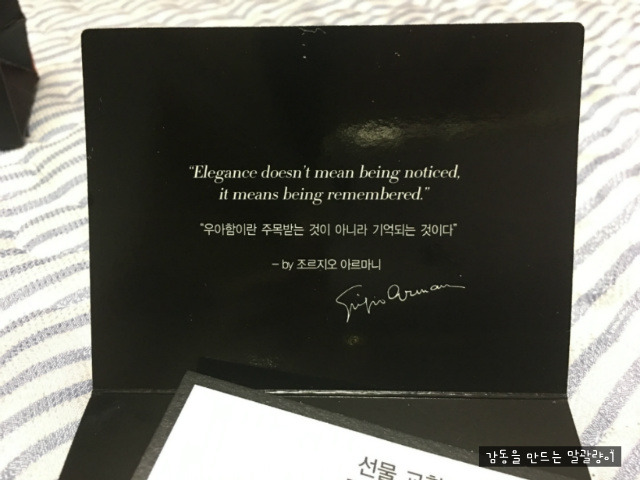 “Elegance doesn't mean being noticed,
it means being remembered.”
“우아함이란 주목받는 것이 아니라 기억되는 것이다”
– by 조르지오 아르마니
Giorgio Armani
선물 교환
감동을 만드는 말괄량이